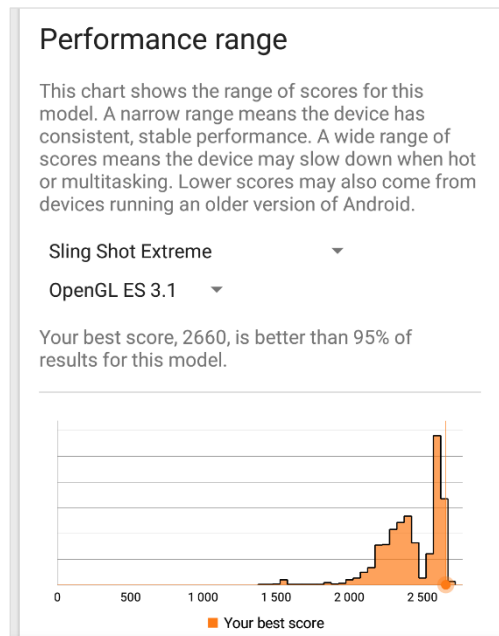 Performance range
This chart shows the range of scores for this
model. A narrow range means the device has
consistent, stable performance. A wide range of
scores means the device may slow down when hot
or multitasking. Lower scores may also come from
devices running an older version of Android.
Sling Shot Extreme
OpenGL ES 3.1
Your best score, 2660, is better than 95% of
results for this model.
0 500 1 000 1 500 2 000 2 500
Your best score